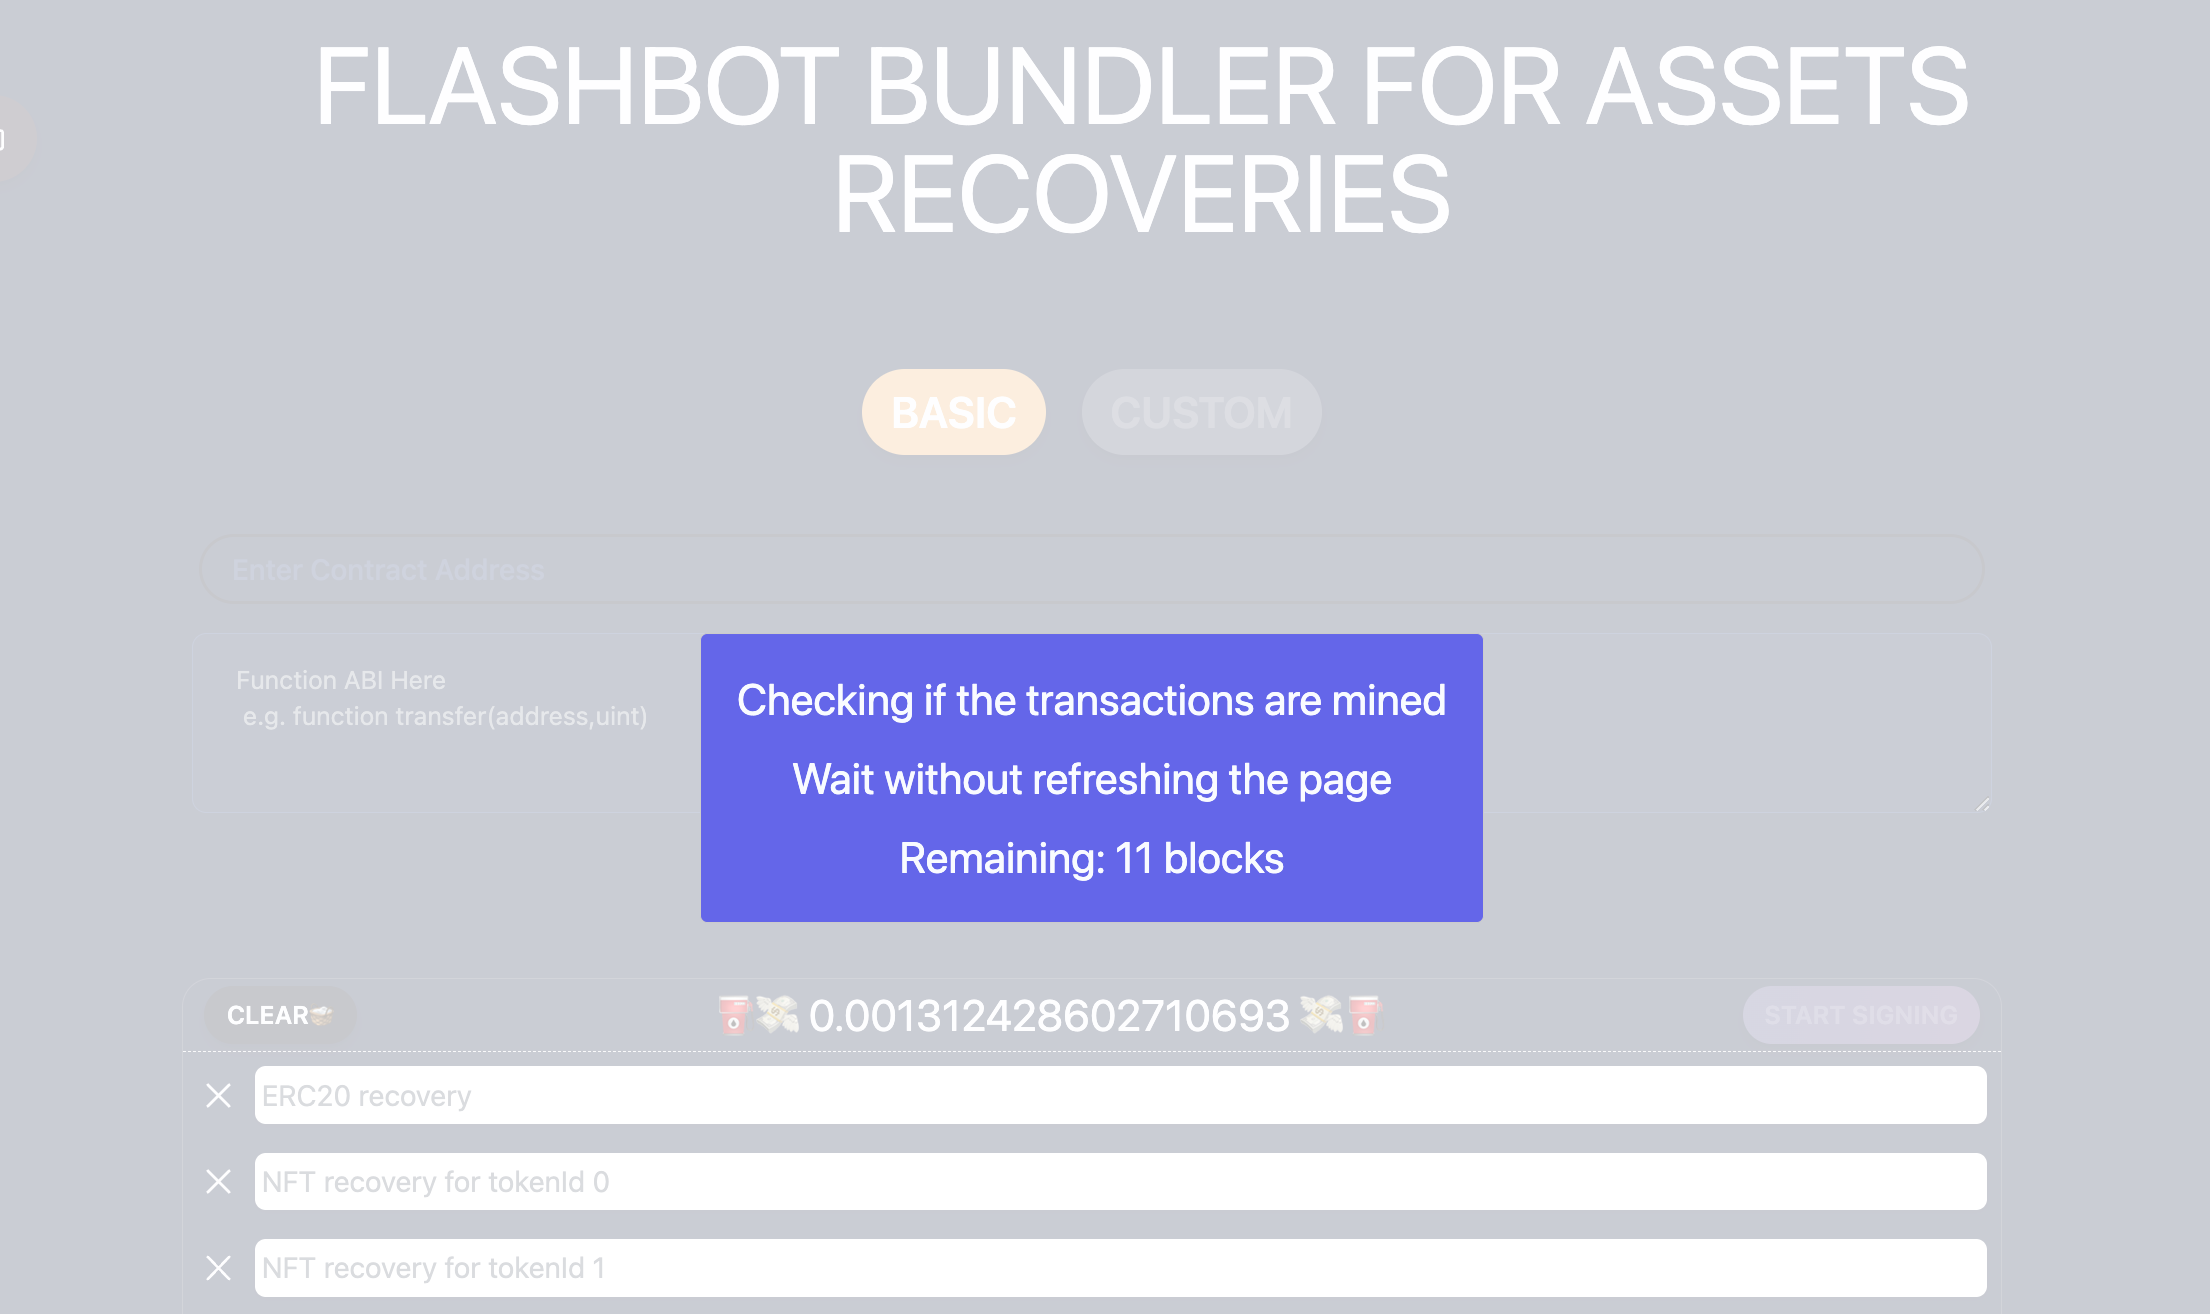 FLASHBOT BUNDLER FOR ASSETS
RECOVERIES
BASIC
CUSTOM
Enter Contract Address
Function ABI Here
e.g. function transfer(address,uint)
Checking if the transactions are mined
Wait without refreshing the page
Remaining: 11 blocks
CLEAR
0.001312428602710693
START SIGNING
ERC20 recovery
NFT recovery for tokenId 0
NFT recovery for tokenId 1